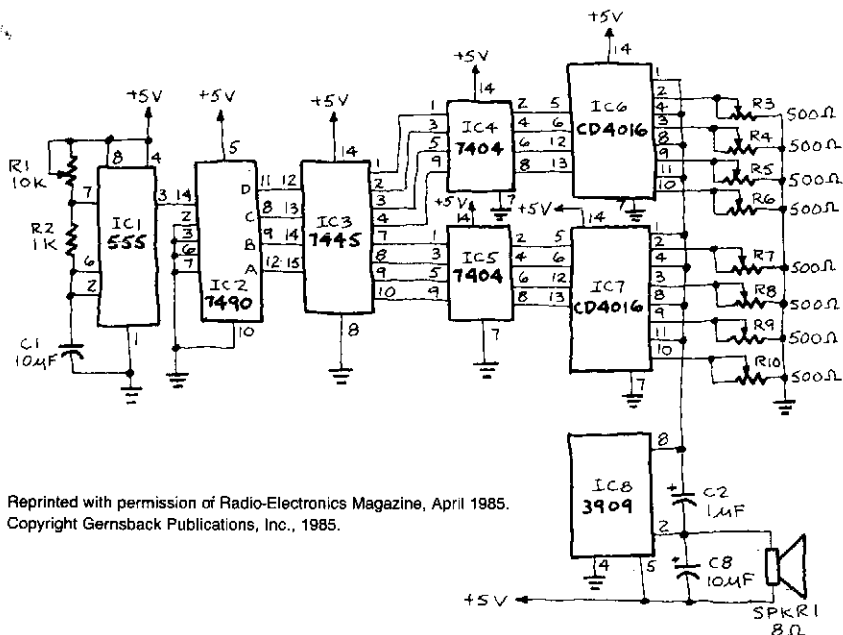 +5V
14
+5V
14
+5V
+5V
R1
10K
8
4
7
R2
1K
6
2
IC1
555
3
1
C1
10µF
5
14
2
3
6
7
D
C
B
A
11
8
9
12
IC2
7490
10
14
12
13
14
15
IC3
7445
1
2
3
4
7
8
9
10
8
1
3
5
9
IC4
7404
2
4
6
8
7
+5V
14
1
3
5
9
IC5
7404
2
4
6
8
7
5
6
12
13
IC6
CD4016
1
2
4
3
8
9
11
10
7
R3
500Ω
R4
500Ω
R5
500Ω
R6
500Ω
14
5
6
12
13
IC7
CD4016
1
2
4
3
8
9
11
10
7
R7
500Ω
R8
500Ω
R9
500Ω
R10
500Ω
IC8
3909
8
2
4
5
C2
+
1µF
C8
+
10µF
+5V
SPKR1
8Ω
Reprinted with permission of Radio-Electronics Magazine, April 1985.
Copyright Gernsback Publications, Inc., 1985.